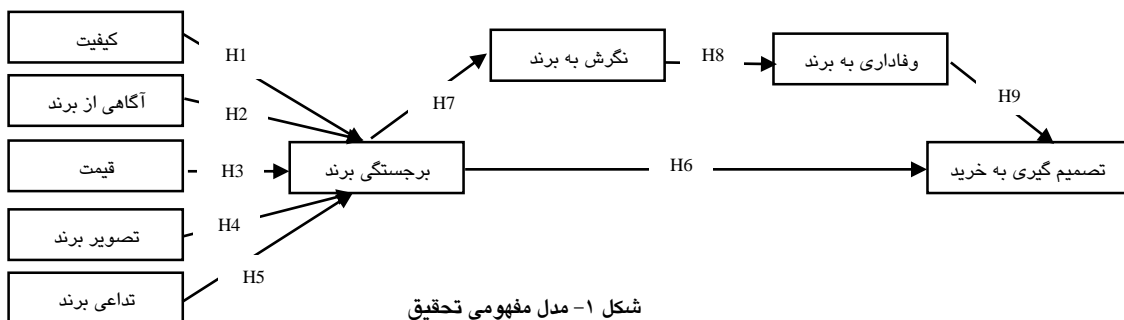 کیفیت
آگاهی از برند
قیمت
تصویر برند
تداعی برند
H1
H2
H3
H4
H5
برجستگی برند
H7
نگرش به برند
H8
وفاداری به برند
H9
H6
تصمیم گیری به خرید
شکل ۱- مدل مفهومی تحقیق